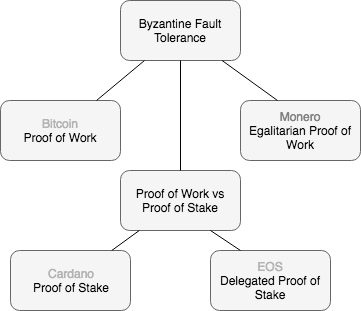 Byzantine Fault
Tolerance
Bitcoin
Proof of Work
Monero
Egalitarian Proof of
Work
Proof of Work vs
Proof of Stake
Cardano
Proof of Stake
EOS
Delegated Proof of
Stake